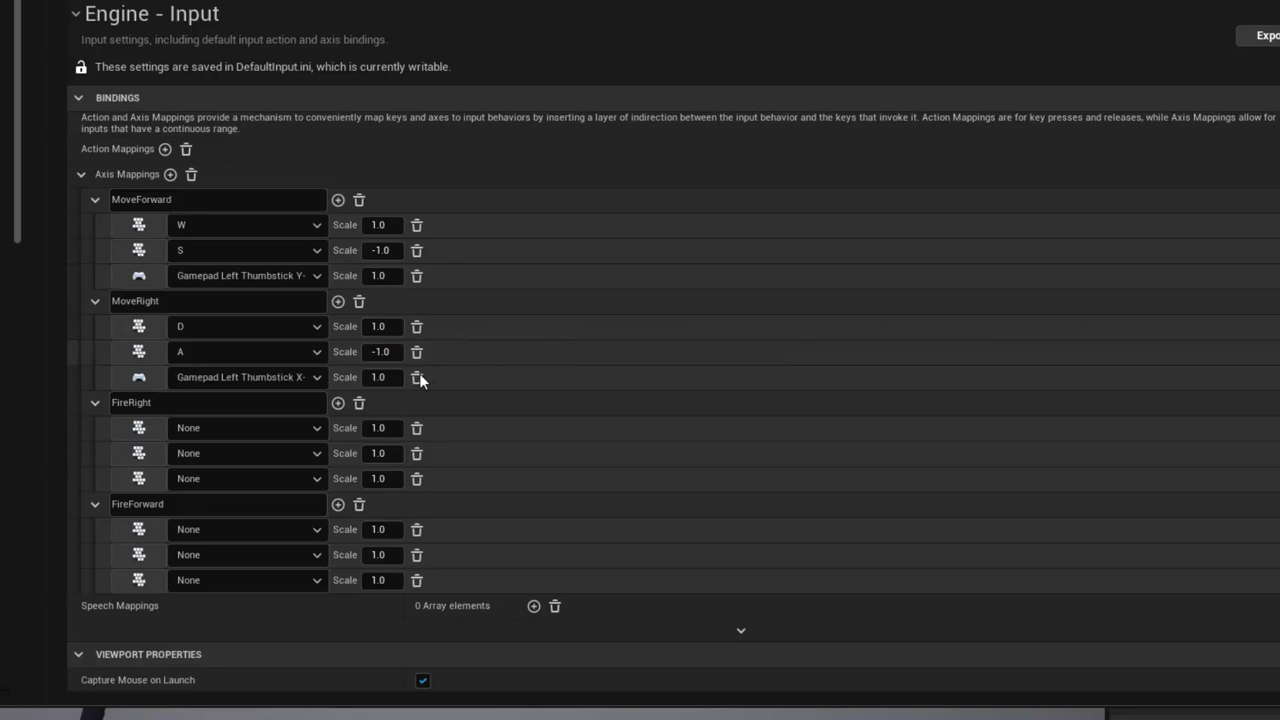 Engine - Input
Input settings, including default input action and axis bindings.
Expo
These settings are saved in DefaultInput.ini, which is currently writable.
BINDINGS
Action and Axis Mappings provide a mechanism to conveniently map keys and axes to input behaviors by inserting a layer of indirection between the input behavior and the keys that invoke it. Action Mappings are for key presses and releases, while Axis Mappings allow for
inputs that have a continuous range.
Action Mappings
Axis Mappings
MoveForward
W Scale 1.0
S Scale -1.0
Gamepad Left Thumbstick Y- Scale 1.0
MoveRight
D Scale 1.0
A Scale -1.0
Gamepad Left Thumbstick X- Scale 1.0
FireRight
None Scale 1.0
None Scale 1.0
None Scale 1.0
FireForward
None Scale 1.0
None Scale 1.0
None Scale 1.0
Speech Mappings 0 Array elements
VIEWPORT PROPERTIES
Capture Mouse on Launch